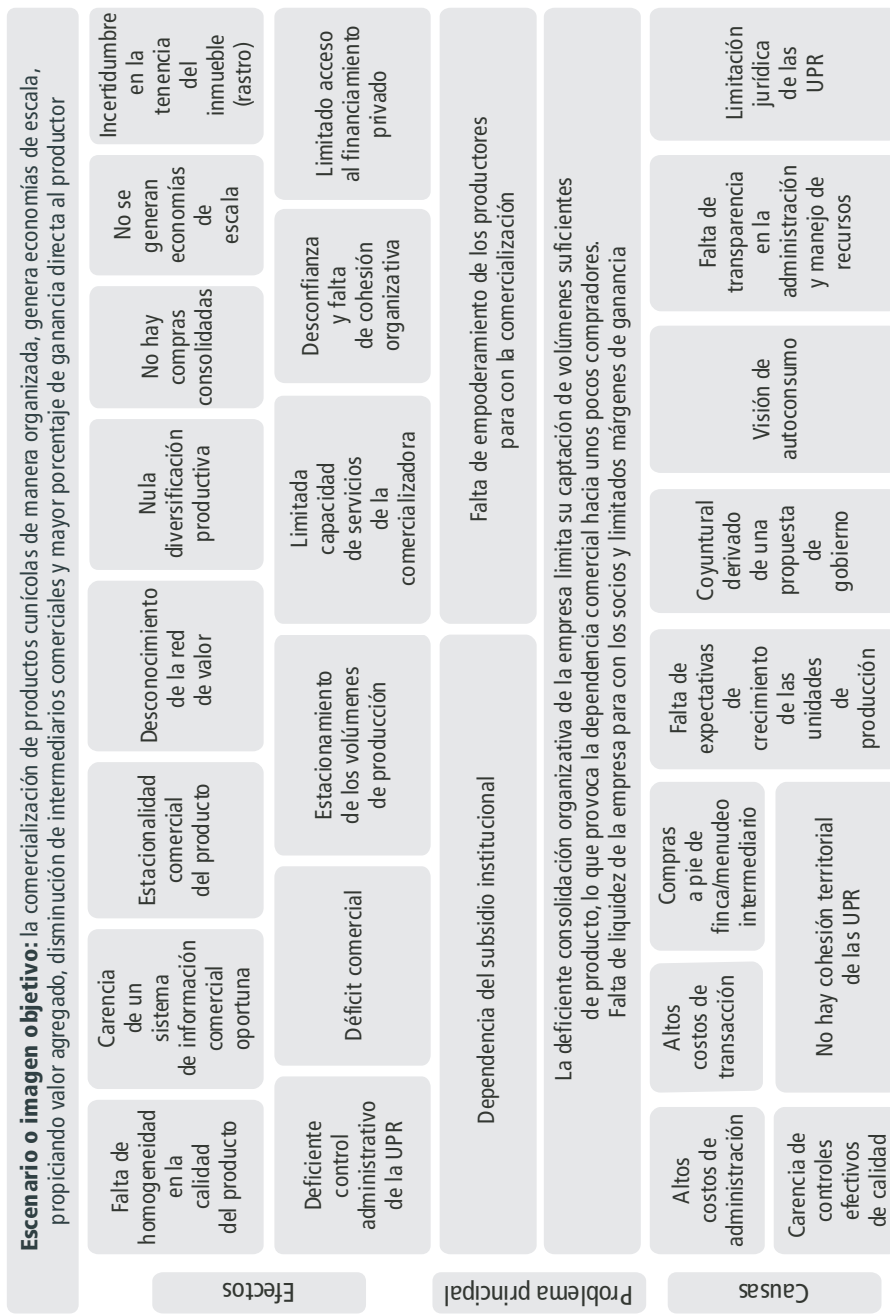 Escenario o imagen objetivo: la comercialización de productos cunícolas de manera organizada, genera economías de escala,
propiciando valor agregado, disminución de intermediarios comerciales y mayor porcentaje de ganancia directa al productor
Efectos
Falta de
homogeneidad
en la
calidad
del producto
Carencia
de un
sistema
de información
comercial
oportuna
Estacionalidad
comercial
del producto
Desconocimiento
de la red
de valor
Nula
diversificación
productiva
No hay
compras
consolidadas
No se
generan
economías
de
escala
Incertidumbre
en la
tenencia
del
inmueble
(rastro)
Deficiente
control
administrativo
de la UPR
Déficit comercial
Estacionamiento
de los volúmenes
de producción
Limitada
capacidad
de servicios
de la
comercializadora
Desconfianza
y falta
de cohesión
organizativa
Limitado acceso
al financiamiento
privado
Problema principal
Dependencia del subsidio institucional
Falta de empoderamiento de los productores
para con la comercialización
La deficiente consolidación organizativa de la empresa limita su captación de volúmenes suficientes
de producto, lo que provoca la dependencia comercial hacia unos pocos compradores.
Falta de liquidez de la empresa para con los socios y limitados márgenes de ganancia
Causas
Altos
costos de
administración
Altos
costos de
transacción
Compras
a pie de
finca/menudeo
intermediario
Carencia de
controles
efectivos
de calidad
No hay cohesión territorial
de las UPR
Falta de
expectativas
de
crecimiento
de las
unidades
de
producción
Coyuntural
derivado
de una
propuesta
de
gobierno
Visión de
autoconsumo
Falta de
transparencia
en la
administración
y manejo de
recursos
Limitación
jurídica
de las
UPR